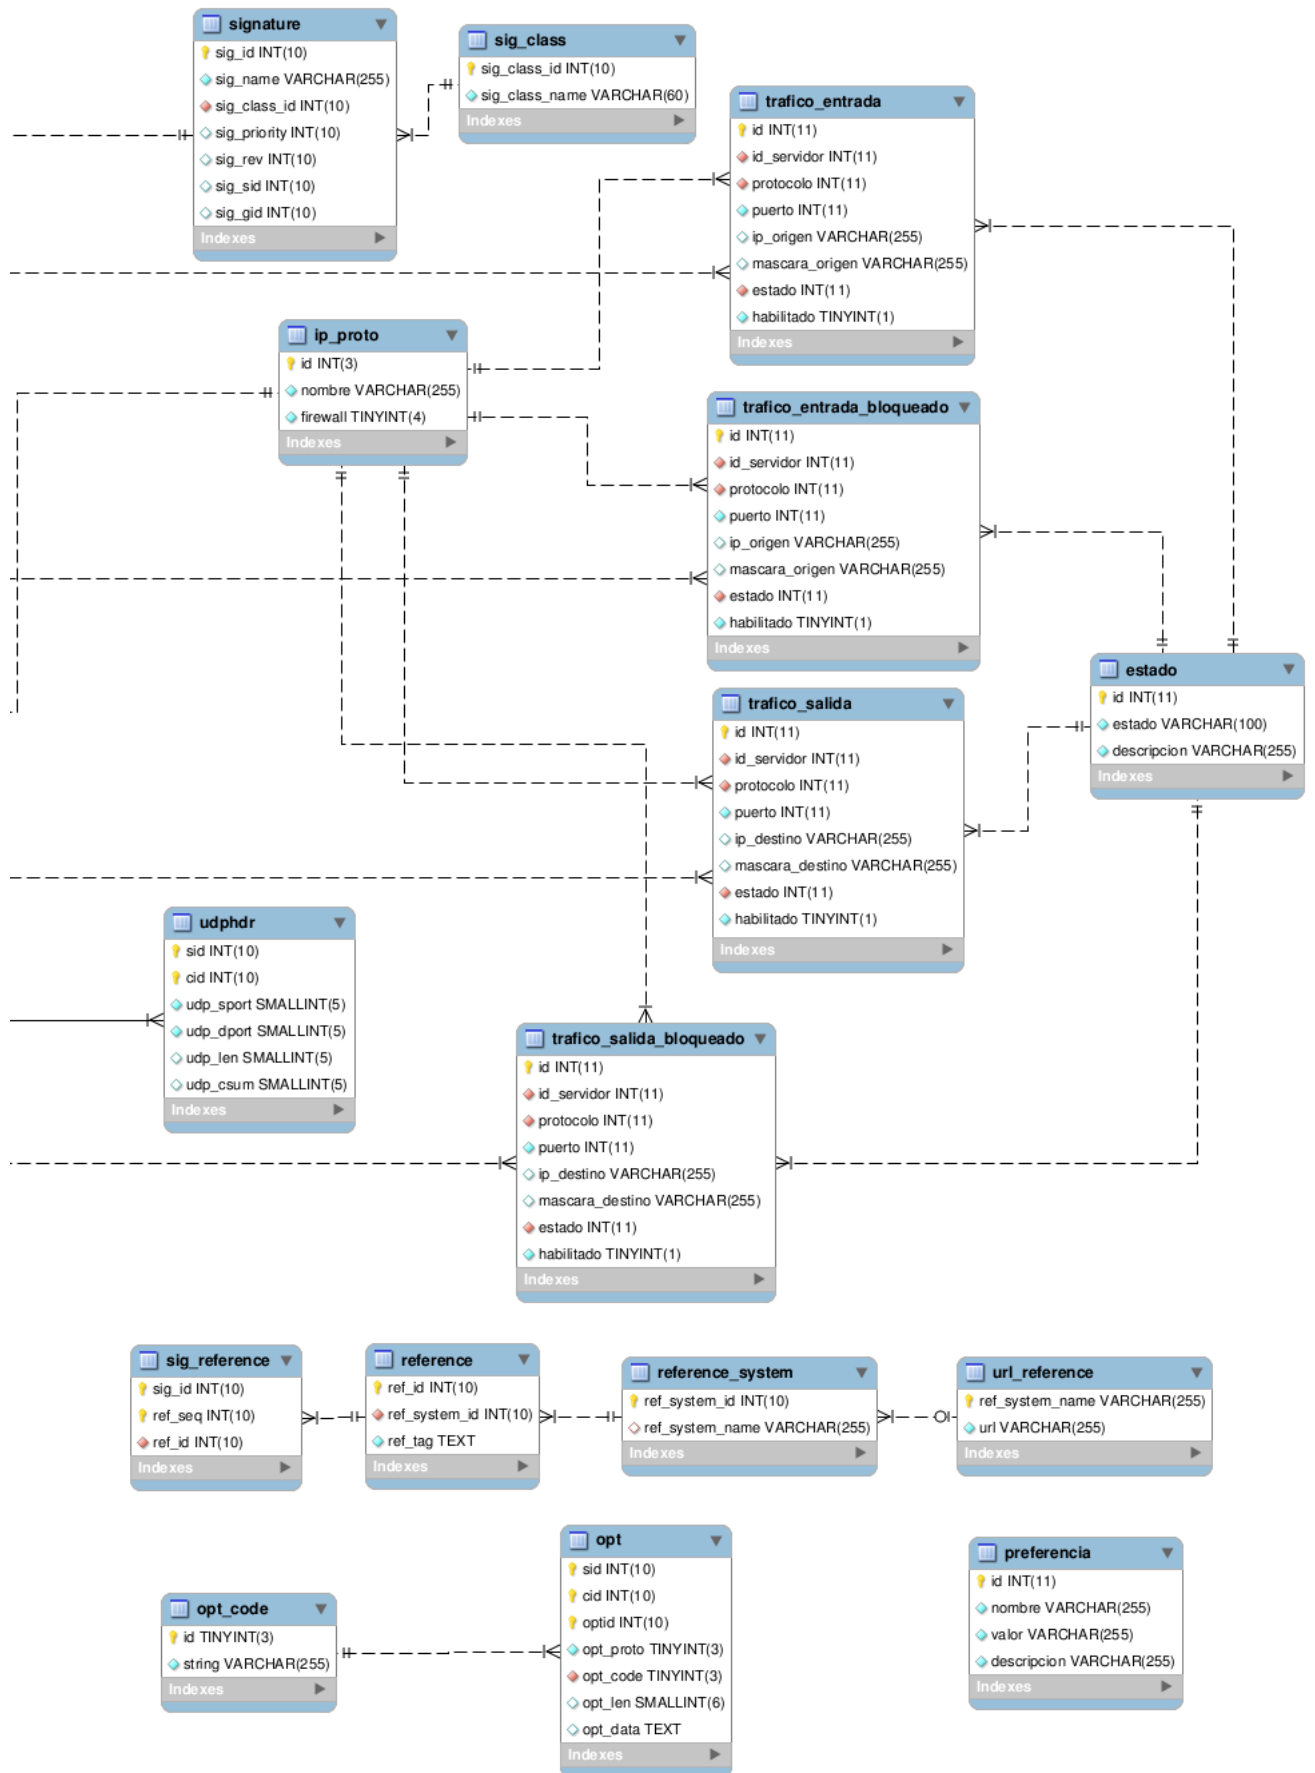 signature
sig_id INT(10)
sig_name VARCHAR(255)
sig_class_id INT(10)
sig_priority INT(10)
sig_rev INT(10)
sig_sid INT(10)
sig_gid INT(10)
Indexes
sig_class
sig_class_id INT(10)
sig_class_name VARCHAR(60)
Indexes
trafico_entrada
id INT(11)
id_servidor INT(11)
protocolo INT(11)
puerto INT(11)
ip_origen VARCHAR(255)
mascara_origen VARCHAR(255)
estado INT(11)
habilitado TINYINT(1)
Indexes
ip_proto
id INT(3)
nombre VARCHAR(255)
firewall TINYINT(4)
Indexes
trafico_entrada_bloqueado
id INT(11)
id_servidor INT(11)
protocolo INT(11)
puerto INT(11)
ip_origen VARCHAR(255)
mascara_origen VARCHAR(255)
estado INT(11)
habilitado TINYINT(1)
Indexes
estado
id INT(11)
estado VARCHAR(100)
descripcion VARCHAR(255)
Indexes
trafico_salida
id INT(11)
id_servidor INT(11)
protocolo INT(11)
puerto INT(11)
ip_destino VARCHAR(255)
mascara_destino VARCHAR(255)
estado INT(11)
habilitado TINYINT(1)
Indexes
udphdr
sid INT(10)
cid INT(10)
udp_sport SMALLINT(5)
udp_dport SMALLINT(5)
udp_len SMALLINT(5)
udp_csum SMALLINT(5)
Indexes
trafico_salida_bloqueado
id INT(11)
id_servidor INT(11)
protocolo INT(11)
puerto INT(11)
ip_destino VARCHAR(255)
mascara_destino VARCHAR(255)
estado INT(11)
habilitado TINYINT(1)
Indexes
sig_reference
sig_id INT(10)
ref_seq INT(10)
ref_id INT(10)
Indexes
reference
ref_id INT(10)
ref_system_id INT(10)
ref_tag TEXT
Indexes
reference_system
ref_system_id INT(10)
ref_system_name VARCHAR(255)
Indexes
url_reference
ref_system_name VARCHAR(255)
url VARCHAR(255)
Indexes
opt_code
id TINYINT(3)
string VARCHAR(255)
Indexes
opt
sid INT(10)
cid INT(10)
optid INT(10)
opt_proto TINYINT(3)
opt_code TINYINT(3)
opt_len SMALLINT(6)
opt_data TEXT
Indexes
preferencia
id INT(11)
nombre VARCHAR(255)
valor VARCHAR(255)
descripcion VARCHAR(255)
Indexes